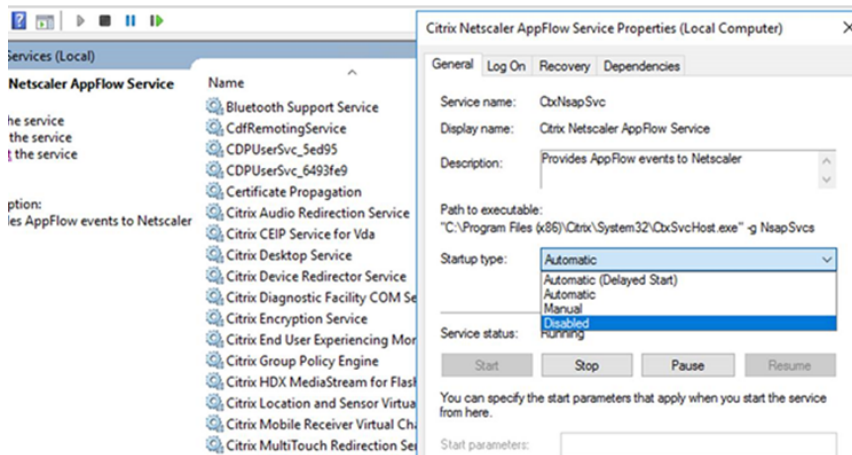 Services (Local)
Netscaler AppFlow Service
the service
the service
the service
ption:
les AppFlow events to Netscaler
Name
Bluetooth Support Service
CdfRemotingService
CDPUserSvc_5ed95
CDPUserSvc_6493fe9
Certificate Propagation
Citrix Audio Redirection Service
Citrix CEIP Service for Vda
Citrix Desktop Service
Citrix Device Redirector Service
Citrix Diagnostic Facility COM Se
Citrix Encryption Service
Citrix End User Experiencing Mor
Citrix Group Policy Engine
Citrix HDX MediaStream for Flash
Citrix Location and Sensor Virtua
Citrix Mobile Receiver Virtual Cha
Citrix MultiTouch Redirection Ser
Citrix Netscaler AppFlow Service Properties (Local Computer)
General Log On Recovery Dependencies
Service name: CtxNsapSvc
Display name: Citrix Netscaler AppFlow Service
Description: Provides AppFlow events to Netscaler
Path to executable:
"C:\Program Files (x86)\Citrix\System32\CtxSvcHost.exe" -g NsapSvcs
Startup type: Automatic
Automatic (Delayed Start)
Automatic
Manual
Disabled
Service status: Running
Start Stop Pause Resume
You can specify the start parameters that apply when you start the service
from here.
Start parameters: